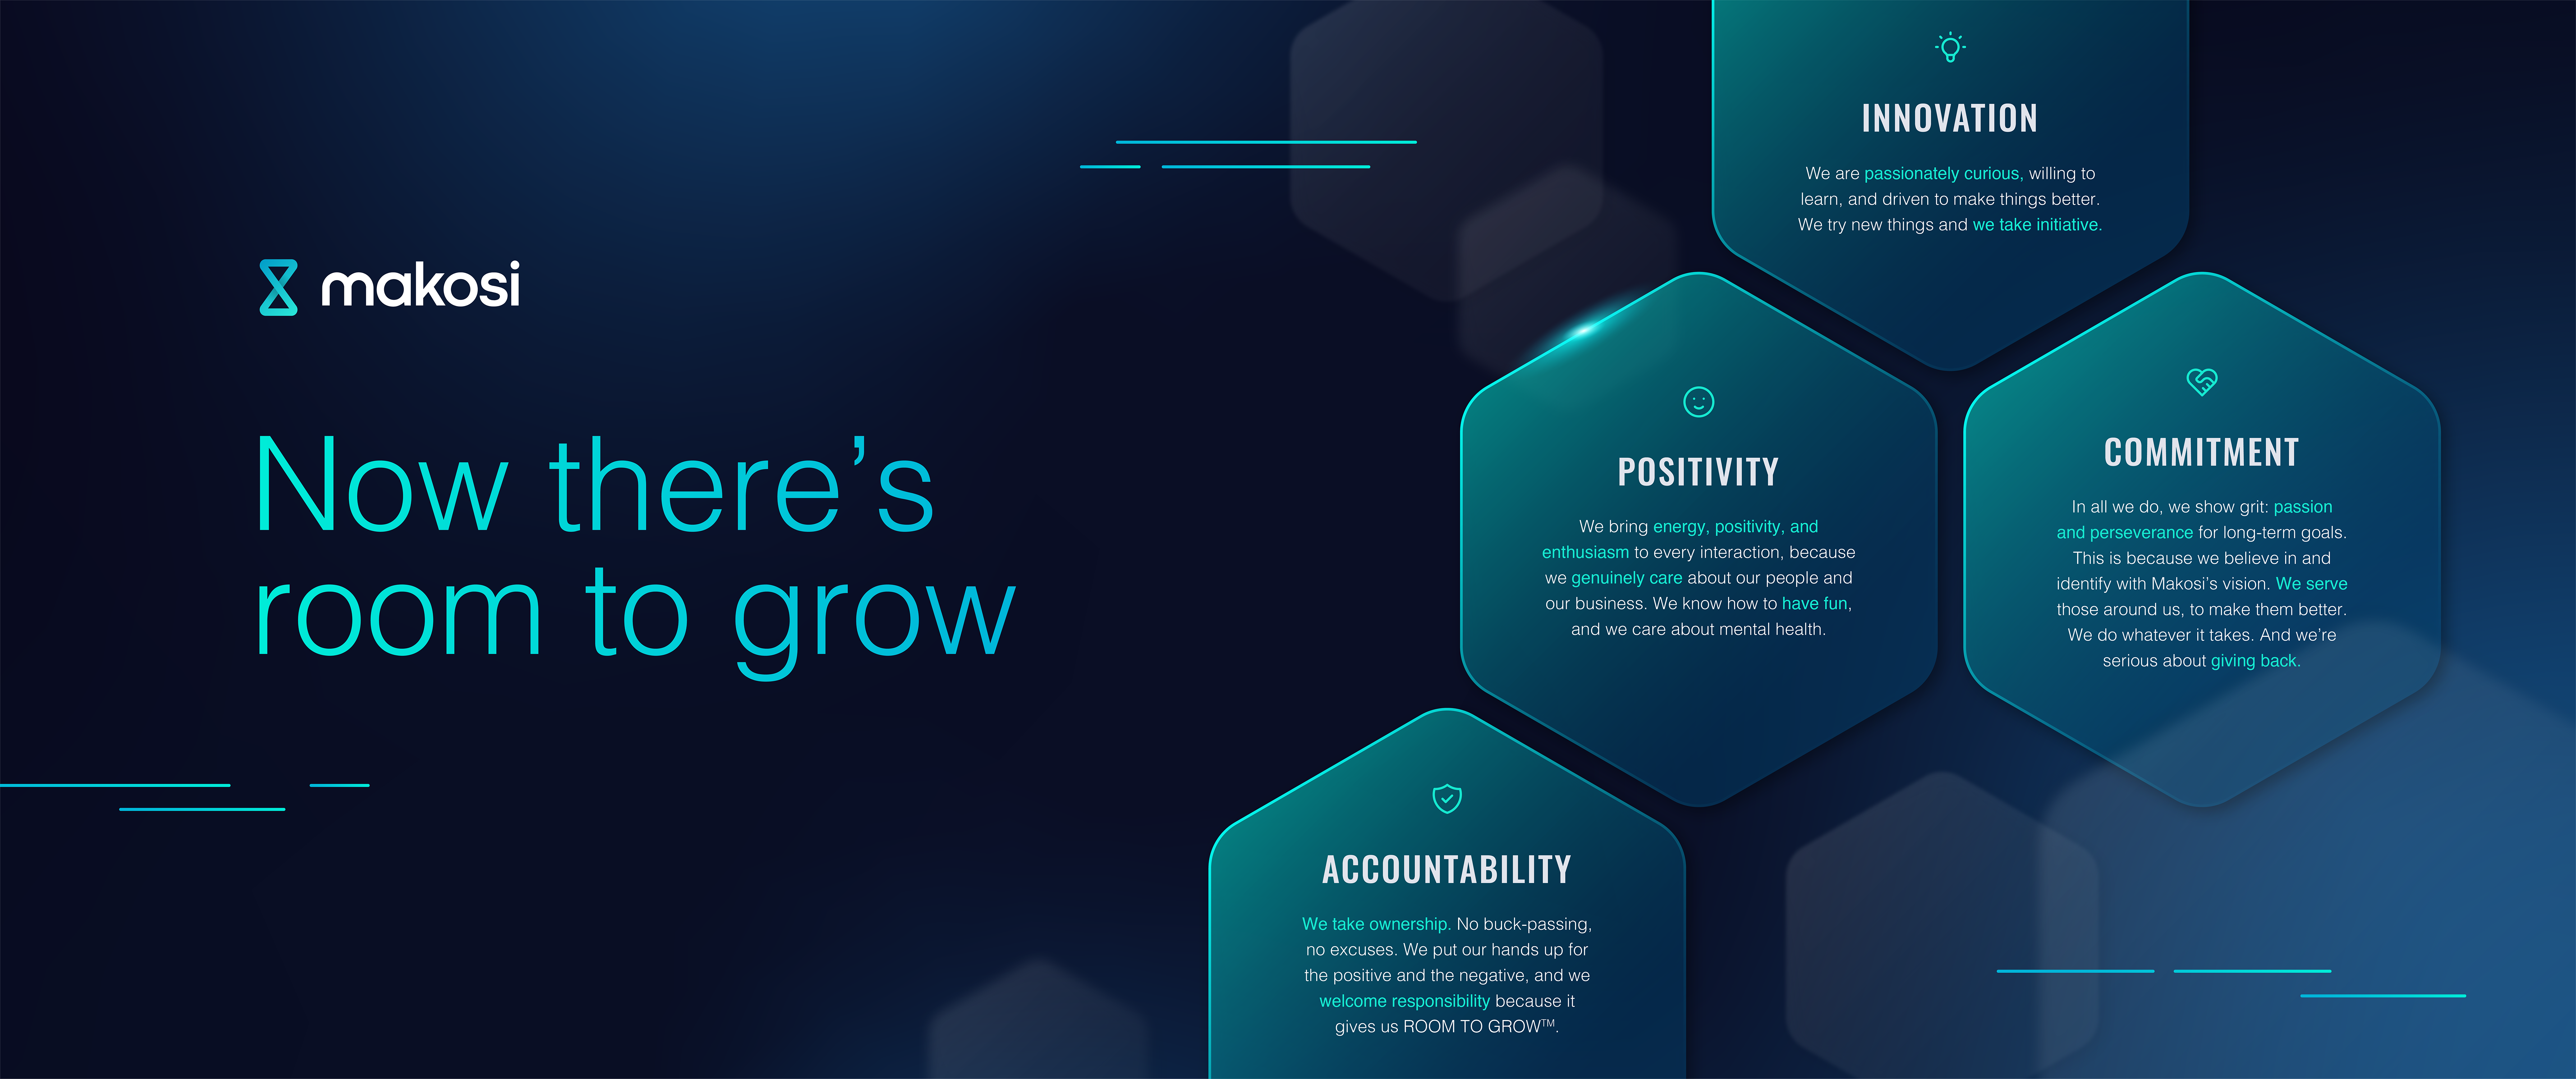 makosi
Now there’s
room to grow
INNOVATION
We are passionately curious, willing to
learn, and driven to make things better.
We try new things and we take initiative.
POSITIVITY
We bring energy, positivity, and
enthusiasm to every interaction, because
we genuinely care about our people and
our business. We know how to have fun,
and we care about mental health.
COMMITMENT
In all we do, we show grit: passion
and perseverance for long-term goals.
This is because we believe in and
identify with Makosi’s vision. We serve
those around us, to make them better.
We do whatever it takes. And we’re
serious about giving back.
ACCOUNTABILITY
We take ownership. No buck-passing,
no excuses. We put our hands up for
the positive and the negative, and we
welcome responsibility because it
gives us ROOM TO GROW™.